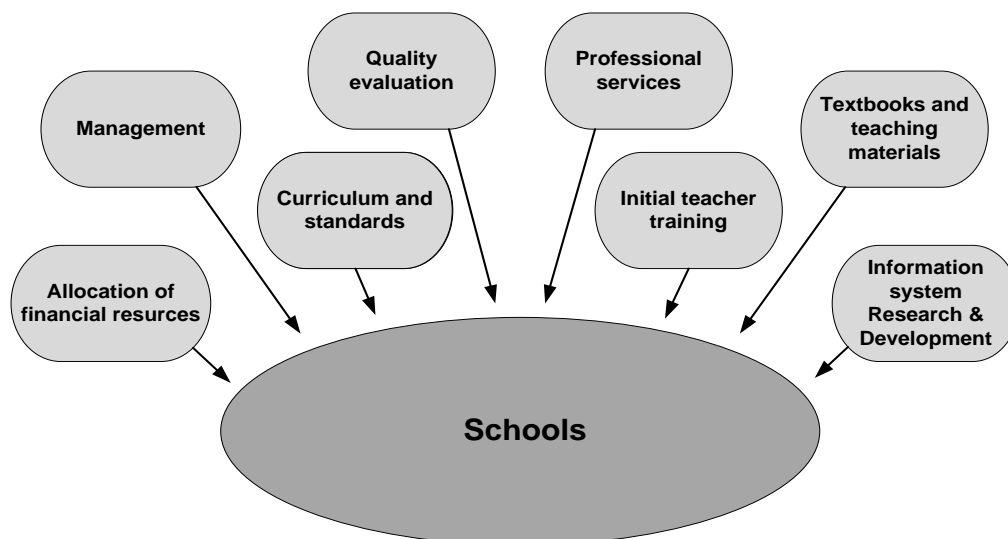 Quality
evaluation
Professional
services
Management
Textbooks and
teaching
materials
Curriculum and
standards
Initial teacher
training
Allocation of
financial resurces
Information
system
Research &
Development
Schools